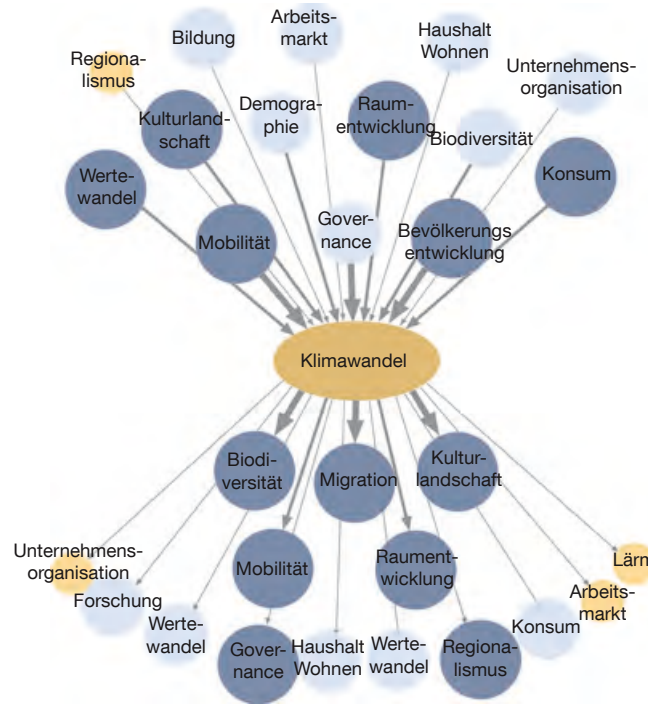 Bildung
Arbeits-
markt
Haushalt
Wohnen
Regiona-
lismus
Unternehmens-
organisation
Kulturland-
schaft
Demogra-
phie
Raum-
entwicklung
Biodiversität
Werte-
wandel
Konsum
Mobilität
Gover-
nance
Bevölkerungs
entwicklung
Klimawandel
Biodi-
versität
Migration
Kultur-
landschaft
Unternehmens-
organisation
Mobilität
Raument-
wicklung
Lärm
Forschung
Arbeits-
markt
Werte-
wandel
Gover-
nance
Haushalt
Wohnen
Werte-
wandel
Regiona-
lismus
Konsum